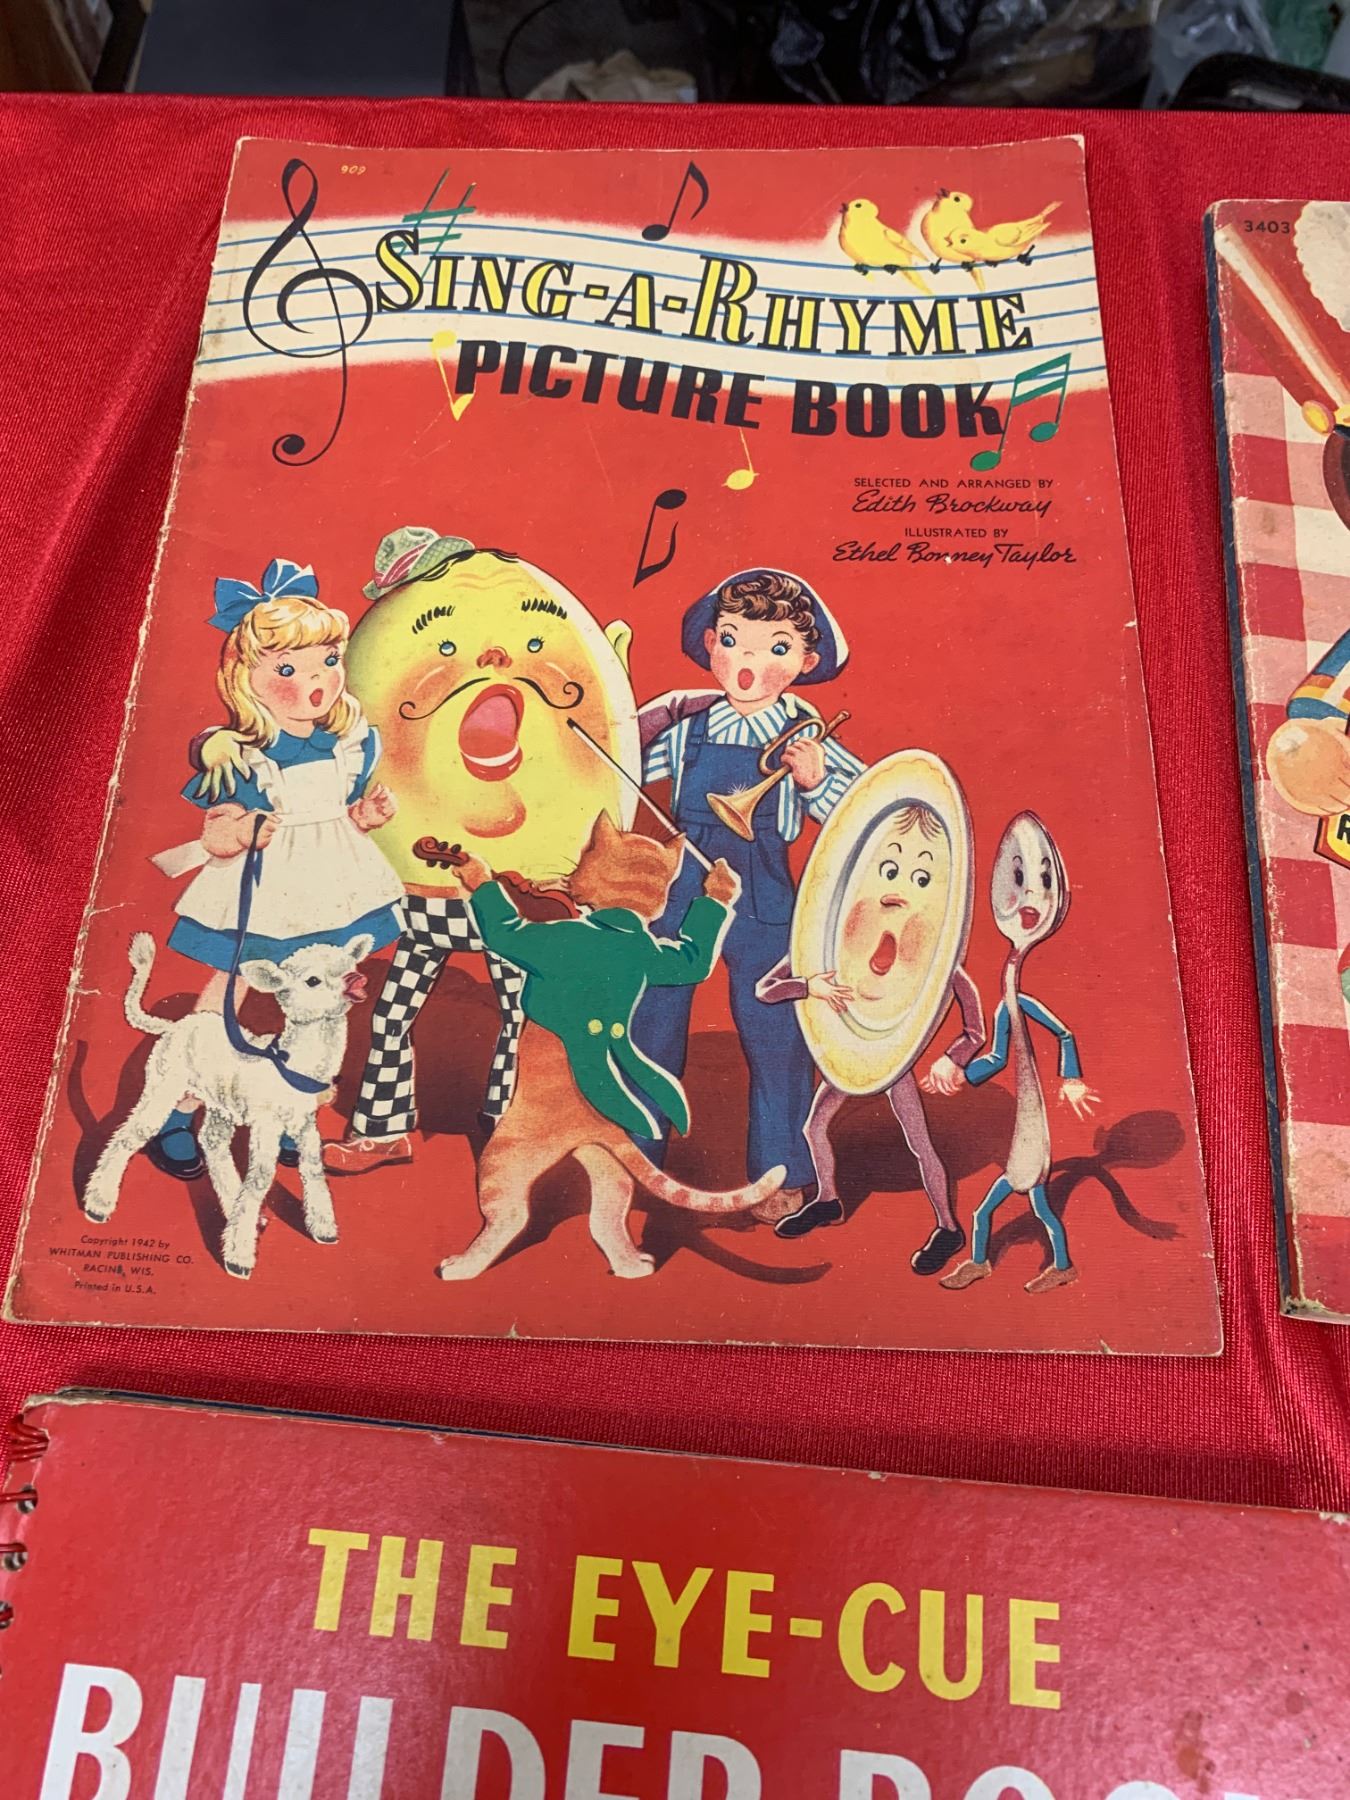 909
SING-A-RHYME
PICTURE BOOK
SELECTED AND ARRANGED BY
Edith Brockway
ILLUSTRATED BY
Ethel Bonney Taylor
Copyright 1942 by
WHITMAN PUBLISHING CO.
RACINE, WIS.
Printed in U.S.A.
3403
R
THE EYE-CUE
BUILDER